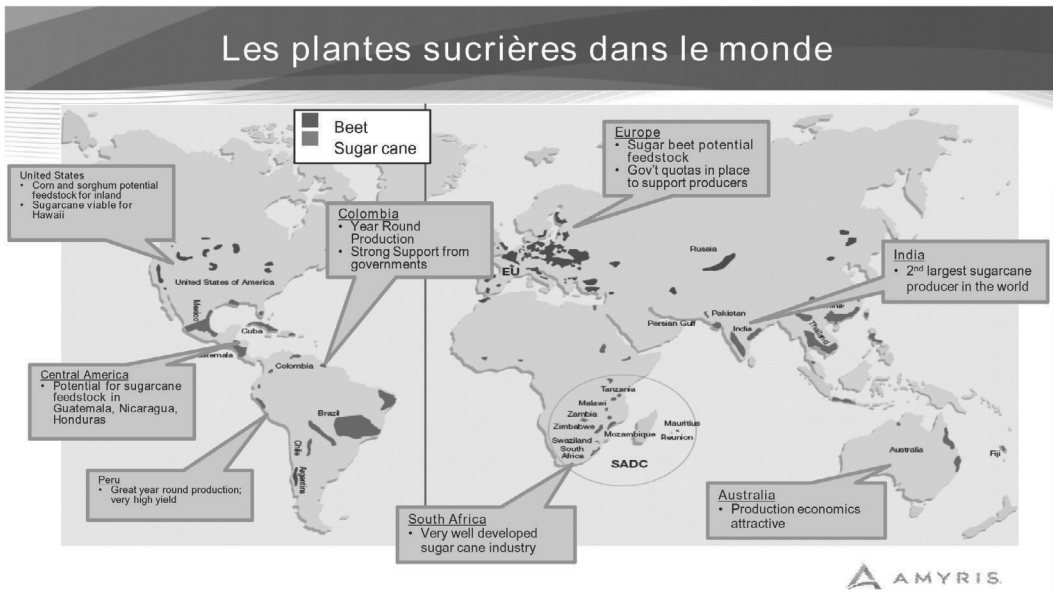 Les plantes sucrières dans le monde
Beet
Sugar cane
Europe
• Sugar beet potential
feedstock
• Gov't quotas in place
to support producers
United States
• Corn and sorghum potential
feedstock for inland
• Sugarcane viable for
Hawaii
Colombia
• Year Round
Production
• Strong Support from
governments
India
• 2nd largest sugarcane
producer in the world
Russia
EU
United States of America
Mexico
Cuba
Persian Gulf
Pakistan
India
Thailand
Central America
• Potential for sugarcane
feedstock in
Guatemala, Nicaragua,
Honduras
Colombia
Brazil
Chile
Argentina
Tanzania
Malawi
Zambia
Zimbabwe
Mozambique
Mauritius
Reunion
Swaziland
South
Africa
SADC
Australia
Fiji
Peru
• Great year round production;
very high yield
South Africa
• Very well developed
sugar cane industry
Australia
• Production economics
attractive
AMYRIS